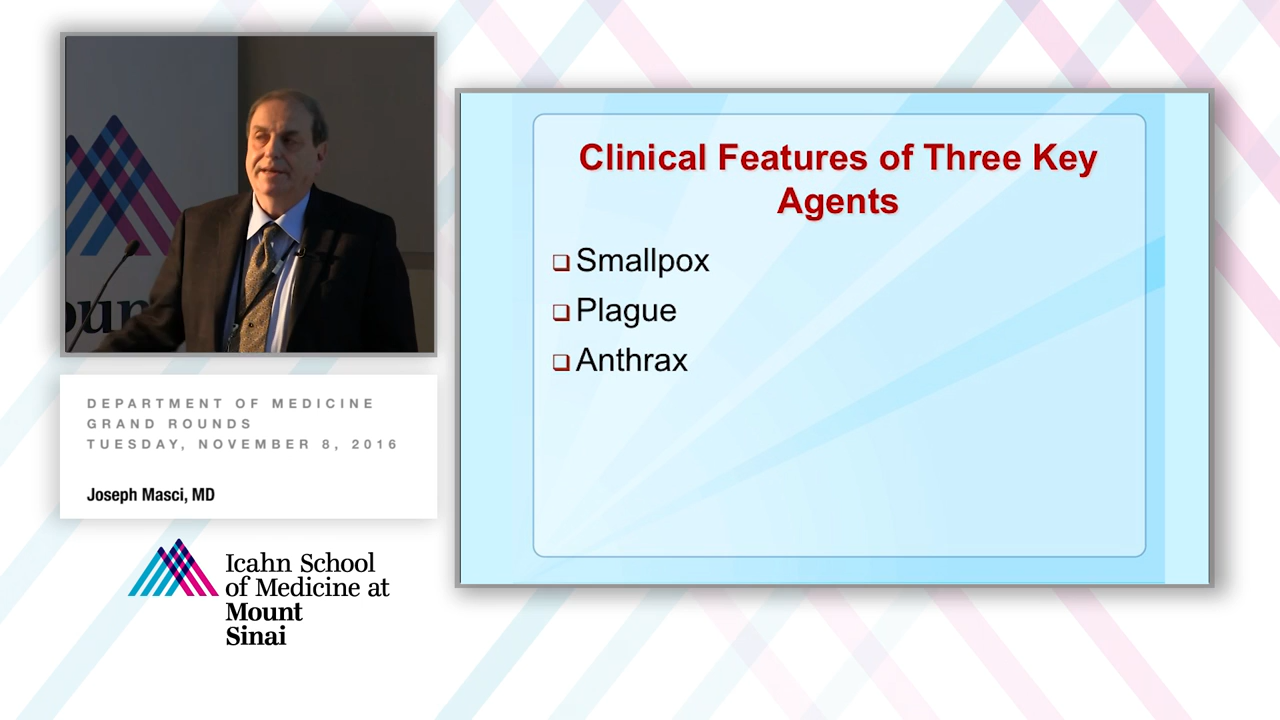 DEPARTMENT OF MEDICINE
GRAND ROUNDS
TUESDAY, NOVEMBER 8, 2016
Joseph Masci, MD
Icahn School
of Medicine at
Mount
Sinai
Clinical Features of Three Key
Agents
Smallpox
Plague
Anthrax